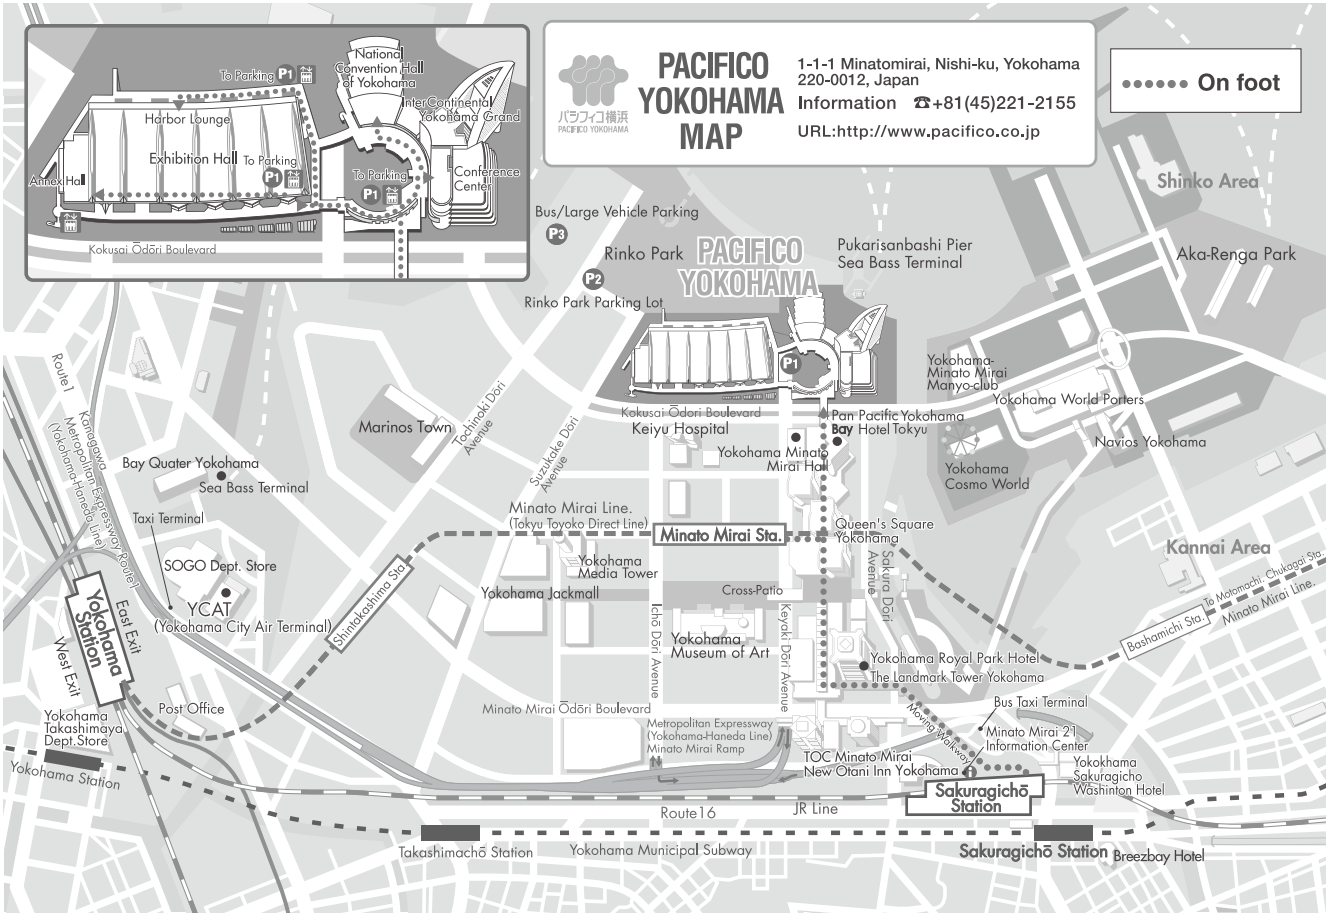 PACIFICO
YOKOHAMA
MAP
パシフィコ横浜
PACIFICO YOKOHAMA
1-1-1 Minatomirai, Nishi-ku, Yokohama
220-0012, Japan
Information ☎+81(45)221-2155
URL:http://www.pacifico.co.jp
On foot
National
Convention Hall
of Yokohama
To Parking P1
InterContinental
Yokohama Grand
Harbor Lounge
Exhibition Hall
To Parking
P1
To Parking
P1
Conference
Center
Annex Hall
Kokusai Ōdōri Boulevard
Bus/Large Vehicle Parking
P3
Rinko Park
P2
Rinko Park Parking Lot
PACIFICO
YOKOHAMA
Pukarisanbashi Pier
Sea Bass Terminal
Shinko Area
Aka-Renga Park
P1
Yokohama-
Minato Mirai
Manyo-club
Yokohama World Porters
Navios Yokohama
Yokohama
Cosmo World
Kokusai Ōdori Boulevard
Keiyu Hospital
Pan Pacific Yokohama
Bay Hotel Tokyu
Yokohama Minato
Mirai Hall
Marinos Town
Tochinoki Dōri
Avenue
Suzukake Dōri
Avenue
Route1
Kanagawa
Metropolitan Expressway Route1
(Yokohama-Haneda Line)
Bay Quater Yokohama
Sea Bass Terminal
Taxi Terminal
SOGO Dept. Store
YCAT
(Yokohama City Air Terminal)
Minato Mirai Line.
(Tokyu Toyoko Direct Line)
Minato Mirai Sta.
Queen's Square
Yokohama
Kannai Area
To Motomachi. Chukagai Sta.
Minato Mirai Line.
Bashamichi Sta.
Shintakashima Sta.
Yokohama
Media Tower
Yokohama Jackmall
Cross-Patio
Sakura Dōri
Avenue
Ichō Dōri Avenue
Keyaki Dōri Avenue
Yokohama
Museum of Art
Yokohama Royal Park Hotel
The Landmark Tower Yokohama
Yokohama
Station
East Exit
West Exit
Post Office
Yokohama
Takashimaya
Dept.Store
Yokohama Station
Minato Mirai Ōdori Boulevard
Metropolitan Expressway
(Yokohama-Haneda Line)
Minato Mirai Ramp
Moving Walkway
Bus Taxi Terminal
Minato Mirai 21
Information Center
TOC Minato Mirai
New Otani Inn Yokohama
Yokokhama
Sakuragicho
Washinton Hotel
Sakuragichō
Station
Route16
JR Line
Takashimachō Station
Yokohama Municipal Subway
Sakuragichō Station
Breezbay Hotel